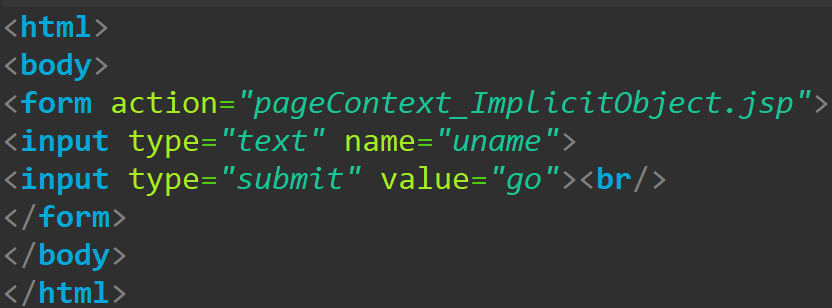 <html>
<body>
<form action="pageContext_ImplicitObject.jsp">
<input type="text" name="uname">
<input type="submit" value="go"><br/>
</form>
</body>
</html>